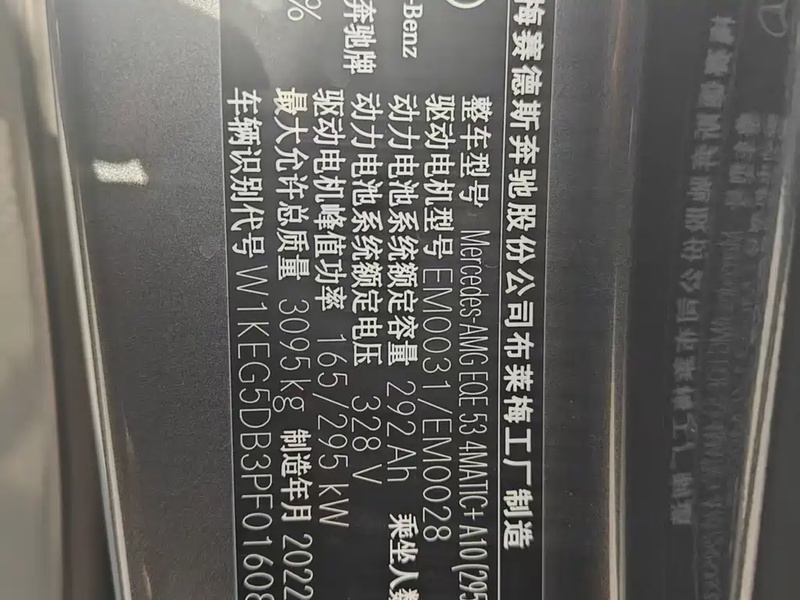 梅赛德斯奔驰股份公司布莱梅工厂制造
整车型号 Mercedes-AMG EQE 53 4MATIC+ A10 (295
驱动电机型号 EM0031/EM0028
-Benz 动力电池系统额定容量 292Ah 乘坐人数
奔驰牌 动力电池系统额定电压 328V
驱动电机峰值功率 165/295 kW
% 最大允许总质量 3095kg 制造年月 2022
车辆识别代号 W1KEG5DB3PF01608